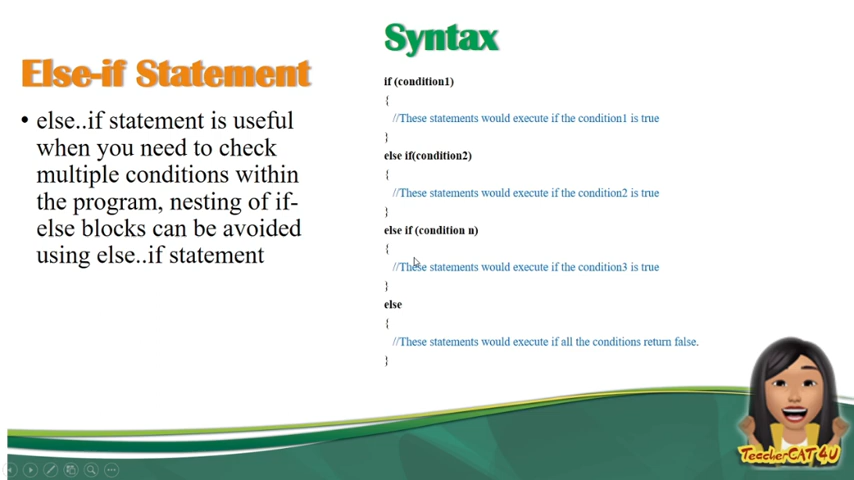 Else-if Statement
• else..if statement is useful
when you need to check
multiple conditions within
the program, nesting of if-
else blocks can be avoided
using else..if statement
Syntax
if (condition1)
{
//These statements would execute if the condition1 is true
}
else if(condition2)
{
//These statements would execute if the condition2 is true
}
else if (condition n)
{
//These statements would execute if the condition3 is true
}
else
{
//These statements would execute if all the conditions return false.
}
TeacherCAT4U